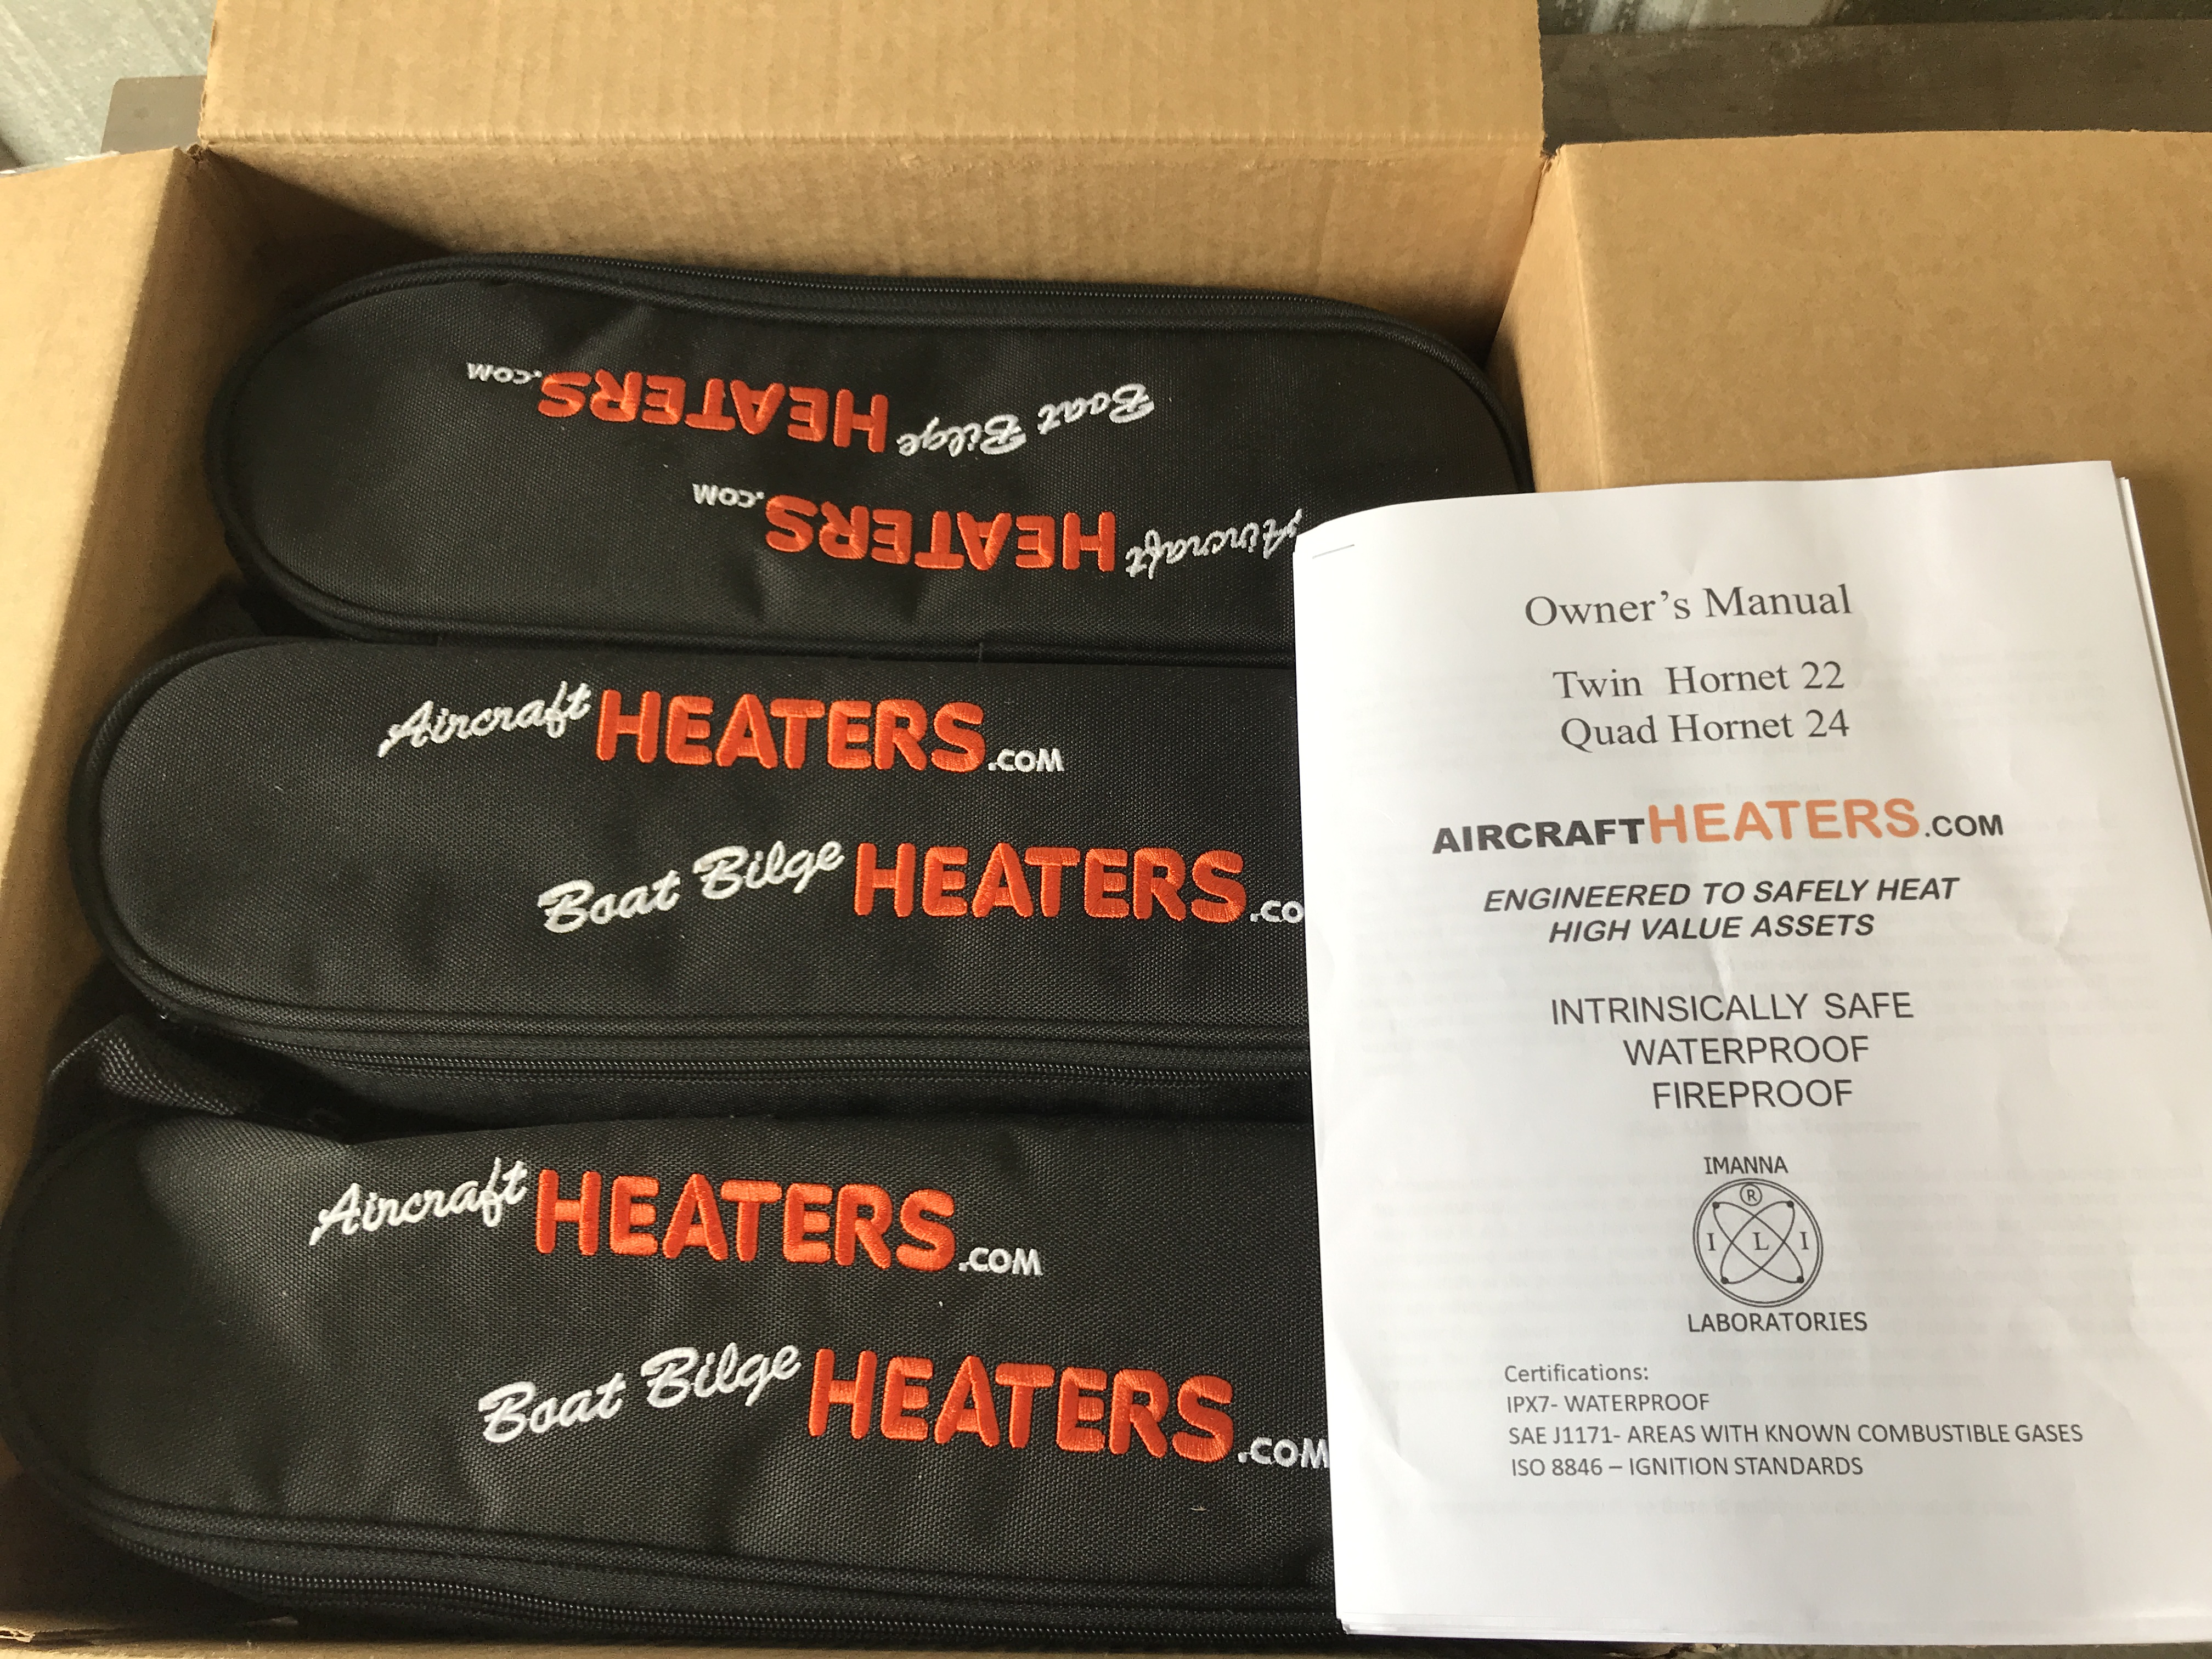 Boat Bilge HEATERS.COM
Aircraft HEATERS.COM
Aircraft HEATERS.COM
Boat Bilge HEATERS.CO
Aircraft HEATERS.COM
Boat Bilge HEATERS.COM
Owner's Manual
Twin Hornet 22
Quad Hornet 24
AIRCRAFTHEATERS.COM
ENGINEERED TO SAFELY HEAT
HIGH VALUE ASSETS
INTRINSICALLY SAFE
WATERPROOF
FIREPROOF
IMANNA
R
I L I
LABORATORIES
Certifications:
IPX7- WATERPROOF
SAE J1171- AREAS WITH KNOWN COMBUSTIBLE GASES
ISO 8846 – IGNITION STANDARDS